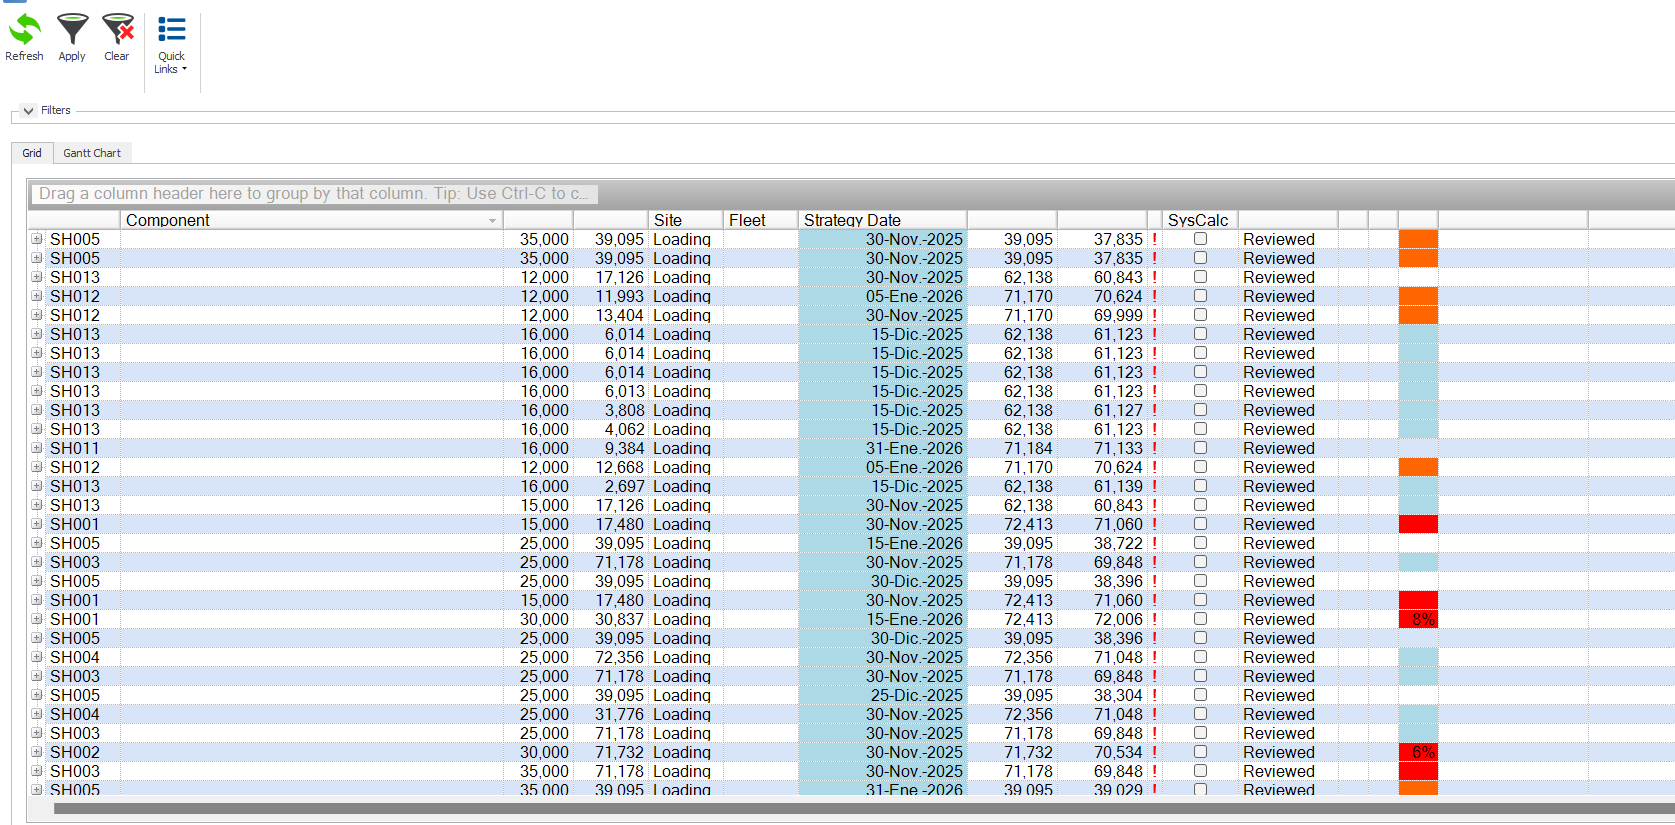 Refresh Apply Clear Quick Links
Filters
Grid Gantt Chart
Drag a column header here to group by that column. Tip: Use Ctrl-C to c...
Component Site Fleet Strategy Date SysCalc
SH005 35,000 39,095 Loading 30-Nov.-2025 39,095 37,835 ! Reviewed
SH005 35,000 39,095 Loading 30-Nov.-2025 39,095 37,835 ! Reviewed
SH013 12,000 17,126 Loading 30-Nov.-2025 62,138 60,843 ! Reviewed
SH012 12,000 11,993 Loading 05-Ene.-2026 71,170 70,624 ! Reviewed
SH012 12,000 13,404 Loading 30-Nov.-2025 71,170 69,999 ! Reviewed
SH013 16,000 6,014 Loading 15-Dic.-2025 62,138 61,123 ! Reviewed
SH013 16,000 6,014 Loading 15-Dic.-2025 62,138 61,123 ! Reviewed
SH013 16,000 6,014 Loading 15-Dic.-2025 62,138 61,123 ! Reviewed
SH013 16,000 6,013 Loading 15-Dic.-2025 62,138 61,123 ! Reviewed
SH013 16,000 3,808 Loading 15-Dic.-2025 62,138 61,127 ! Reviewed
SH013 16,000 4,062 Loading 15-Dic.-2025 62,138 61,123 ! Reviewed
SH011 16,000 9,384 Loading 31-Ene.-2026 71,184 71,133 ! Reviewed
SH012 12,000 12,668 Loading 05-Ene.-2026 71,170 70,624 ! Reviewed
SH013 16,000 2,697 Loading 15-Dic.-2025 62,138 61,139 ! Reviewed
SH013 15,000 17,126 Loading 30-Nov.-2025 62,138 60,843 ! Reviewed
SH001 15,000 17,480 Loading 30-Nov.-2025 72,413 71,060 ! Reviewed
SH005 25,000 39,095 Loading 15-Ene.-2026 39,095 38,722 ! Reviewed
SH003 25,000 71,178 Loading 30-Nov.-2025 71,178 69,848 ! Reviewed
SH005 25,000 39,095 Loading 30-Dic.-2025 39,095 38,396 ! Reviewed
SH001 15,000 17,480 Loading 30-Nov.-2025 72,413 71,060 ! Reviewed
SH001 30,000 30,837 Loading 15-Ene.-2026 72,413 72,006 ! Reviewed 8%
SH005 25,000 39,095 Loading 30-Dic.-2025 39,095 38,396 ! Reviewed
SH004 25,000 72,356 Loading 30-Nov.-2025 72,356 71,048 ! Reviewed
SH003 25,000 71,178 Loading 30-Nov.-2025 71,178 69,848 ! Reviewed
SH005 25,000 39,095 Loading 25-Dic.-2025 39,095 38,304 ! Reviewed
SH004 25,000 31,776 Loading 30-Nov.-2025 72,356 71,048 ! Reviewed
SH003 25,000 71,178 Loading 30-Nov.-2025 71,178 69,848 ! Reviewed
SH002 30,000 71,732 Loading 30-Nov.-2025 71,732 70,534 ! Reviewed 6%
SH003 35,000 71,178 Loading 30-Nov.-2025 71,178 69,848 ! Reviewed
SH005 35,000 39,095 Loading 31-Ene.-2026 39,095 39,029 ! Reviewed